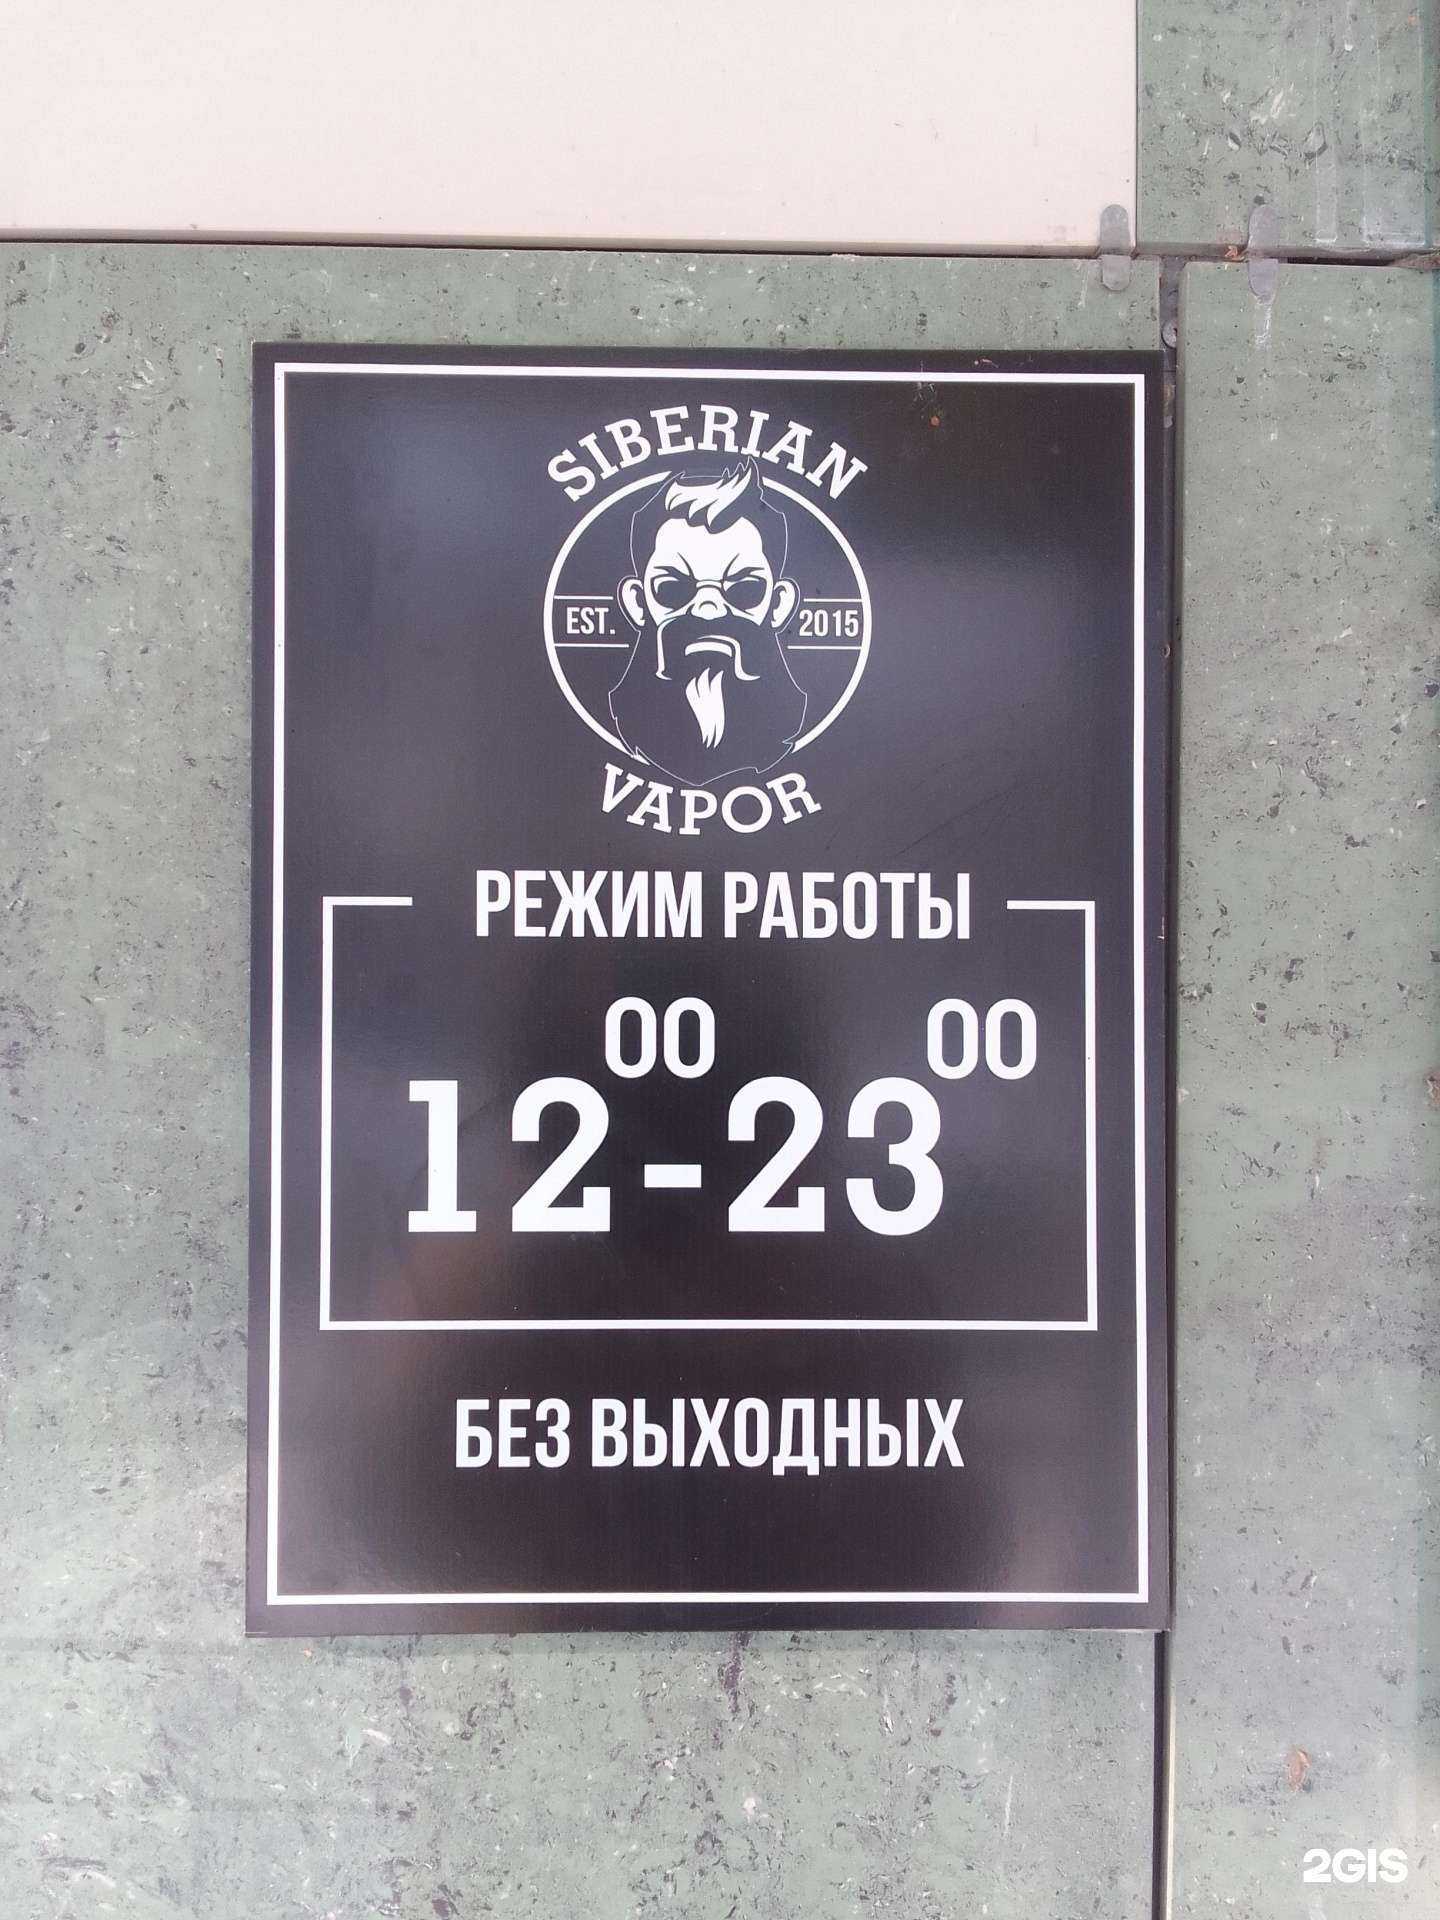 SIBERIAN
EST. 2015
VAPOR
РЕЖИМ РАБОТЫ
12 00 - 23 00
БЕЗ ВЫХОДНЫХ
2GIS